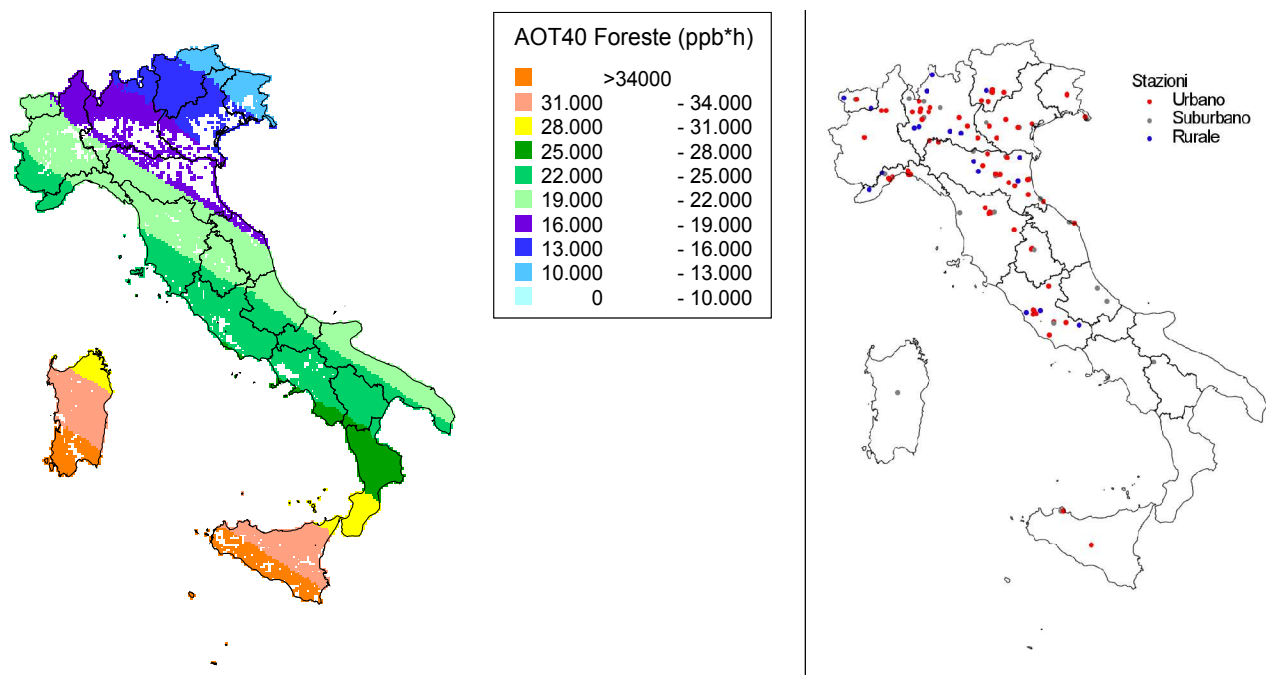 AOT40 Foreste (ppb*h)
>34000
31.000 - 34.000
28.000 - 31.000
25.000 - 28.000
22.000 - 25.000
19.000 - 22.000
16.000 - 19.000
13.000 - 16.000
10.000 - 13.000
0 - 10.000
Stazioni
Urbano
Suburbano
Rurale